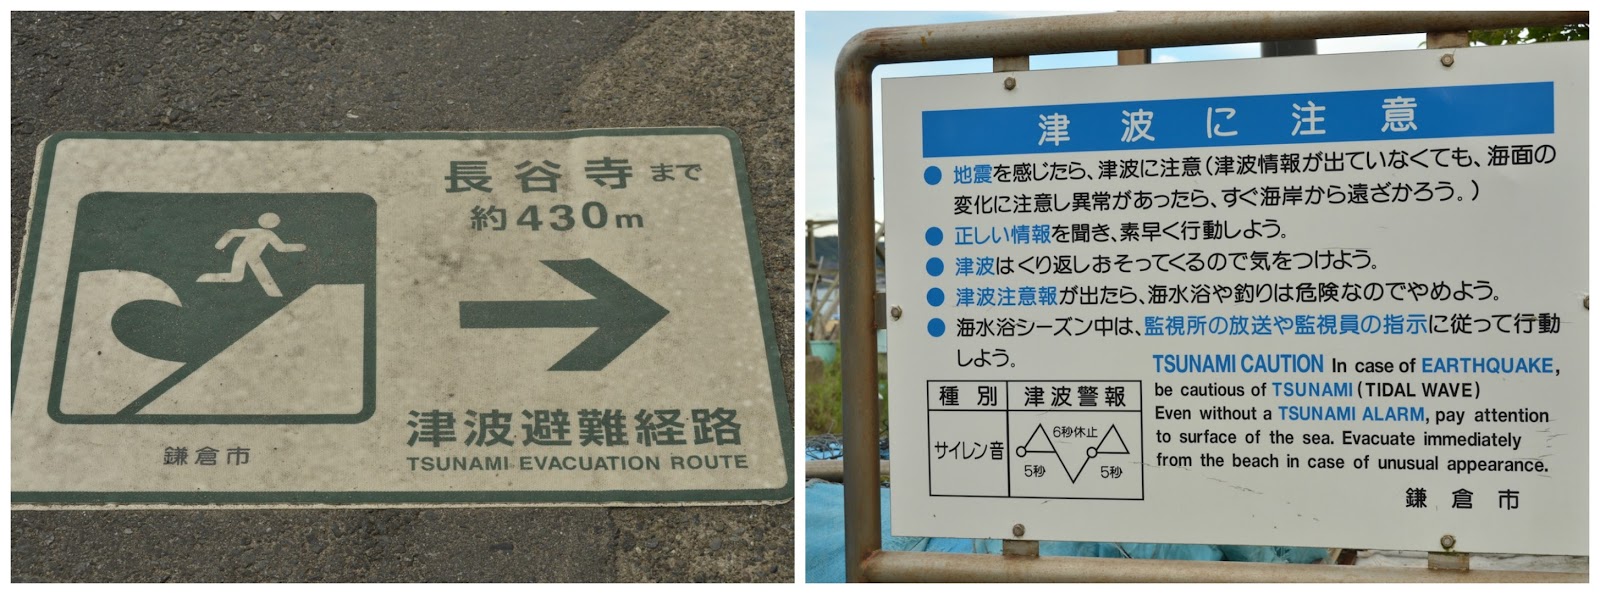 長谷寺まで
約430m
津波避難経路
TSUNAMI EVACUATION ROUTE
鎌倉市
津波に注意
● 地震を感じたら、津波に注意（津波情報が出ていなくても、海面の
変化に注意し異常があったら、すぐ海岸から遠ざかろう。）
● 正しい情報を聞き、素早く行動しよう。
● 津波はくり返しおそってくるので気をつけよう。
● 津波注意報が出たら、海水浴や釣りは危険なのでやめよう。
● 海水浴シーズン中は、監視所の放送や監視員の指示に従って行動
しよう。
TSUNAMI CAUTION In case of EARTHQUAKE,
be cautious of TSUNAMI (TIDAL WAVE)
Even without a TSUNAMI ALARM, pay attention
to surface of the sea. Evacuate immediately
from the beach in case of unusual appearance.
種別 津波警報
サイレン音 6秒休止
5秒 5秒
鎌倉市